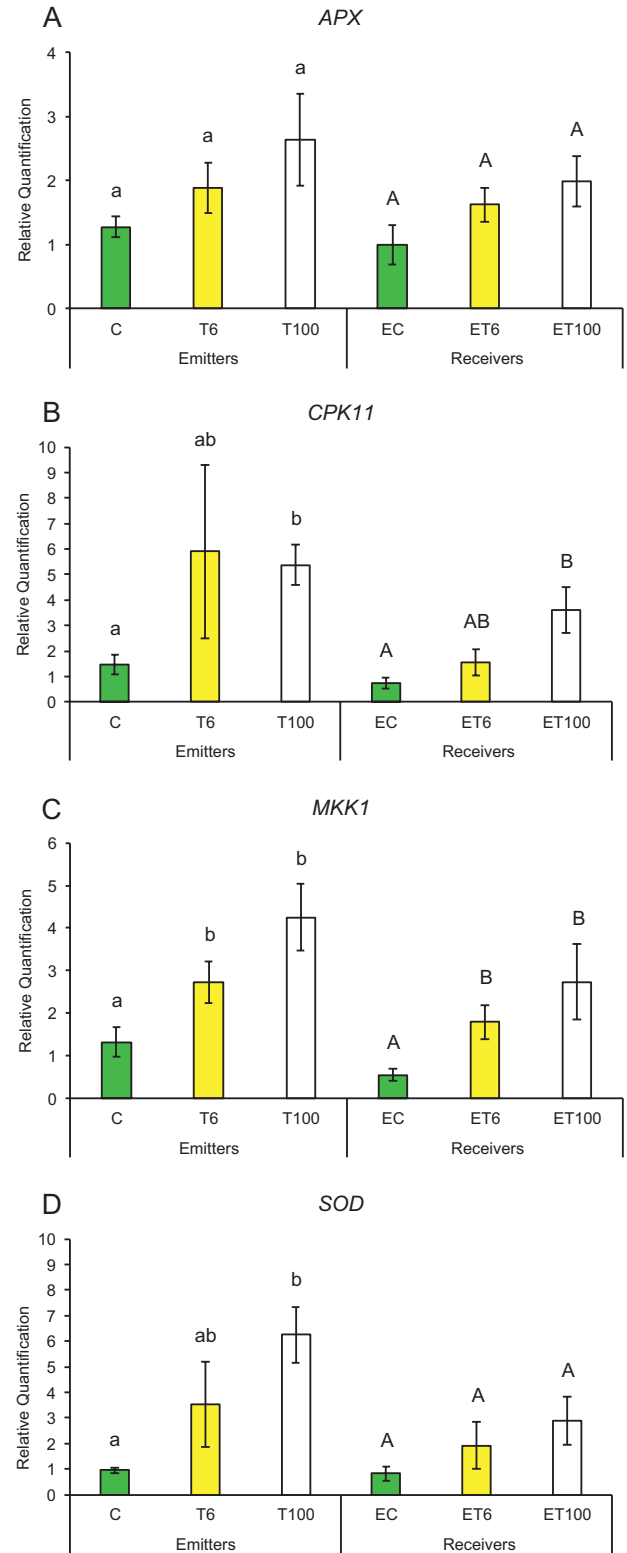 A APX
Relative Quantification
4
3
2
1
0
a a a A A A
C T6 T100 EC ET6 ET100
Emitters Receivers
B CPK11
Relative Quantification
10
9
8
7
6
5
4
3
2
1
0
a ab b A AB B
C T6 T100 EC ET6 ET100
Emitters Receivers
C MKK1
Relative Quantification
6
5
4
3
2
1
0
a b b A B B
C T6 T100 EC ET6 ET100
Emitters Receivers
D SOD
Relative Quantification
10
9
8
7
6
5
4
3
2
1
0
a ab b A A A
C T6 T100 EC ET6 ET100
Emitters Receivers